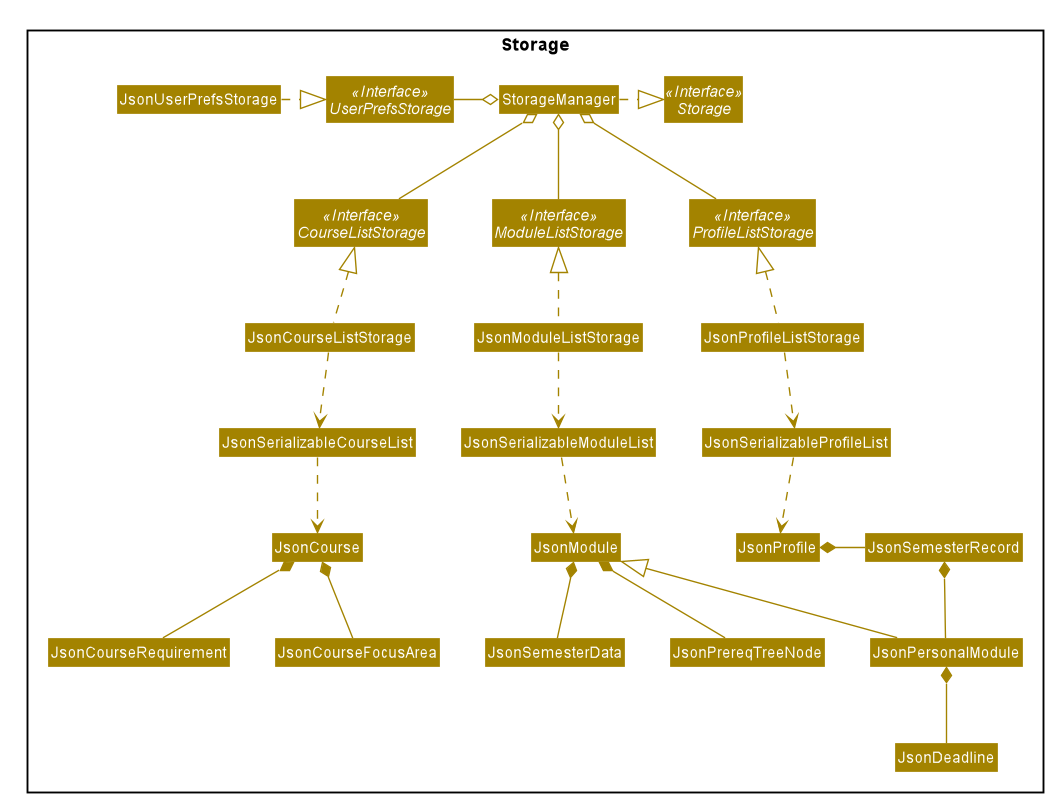 Storage
JsonUserPrefsStorage
«Interface»
UserPrefsStorage
StorageManager
«Interface»
Storage
«Interface»
CourseListStorage
«Interface»
ModuleListStorage
«Interface»
ProfileListStorage
JsonCourseListStorage
JsonModuleListStorage
JsonProfileListStorage
JsonSerializableCourseList
JsonSerializableModuleList
JsonSerializableProfileList
JsonCourse
JsonModule
JsonProfile
JsonSemesterRecord
JsonCourseRequirement
JsonCourseFocusArea
JsonSemesterData
JsonPrereqTreeNode
JsonPersonalModule
JsonDeadline